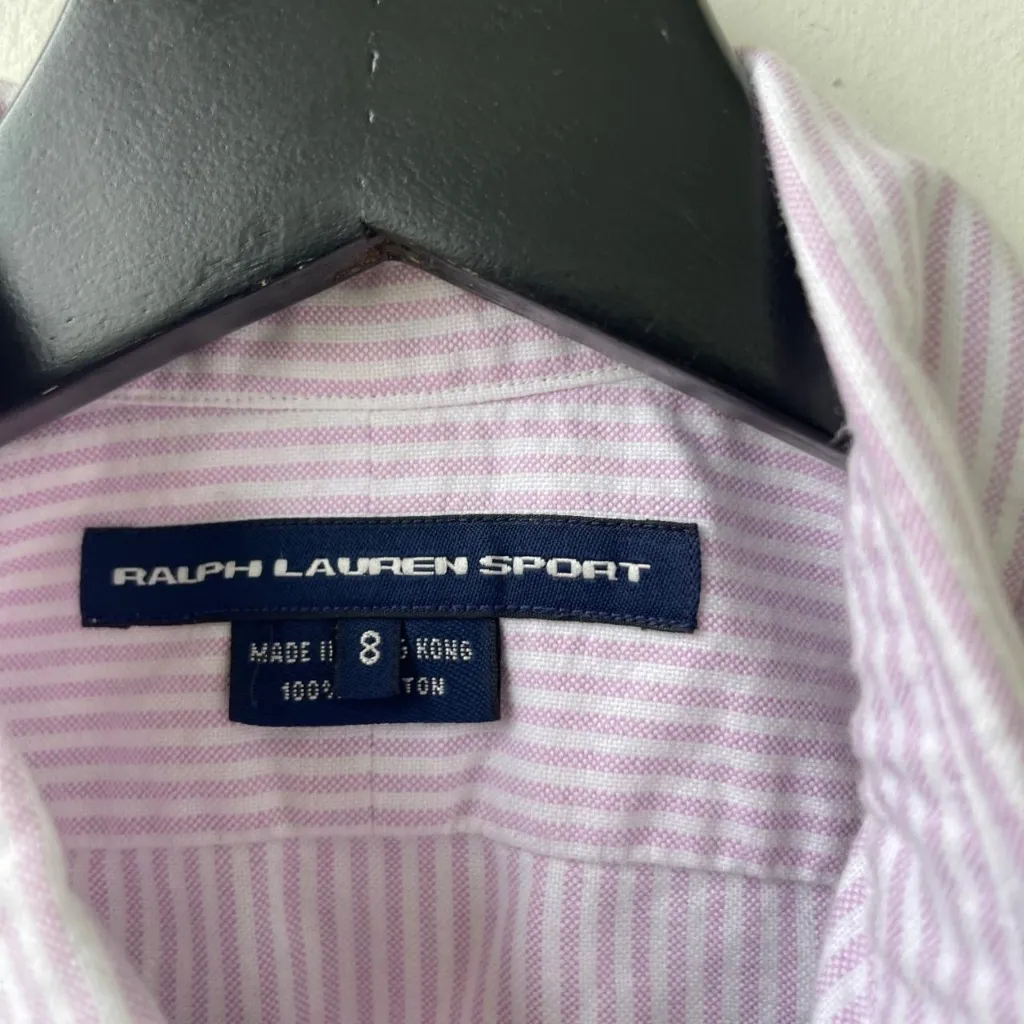 RALPH LAUREN SPORT
MADE 8 KONG
100%